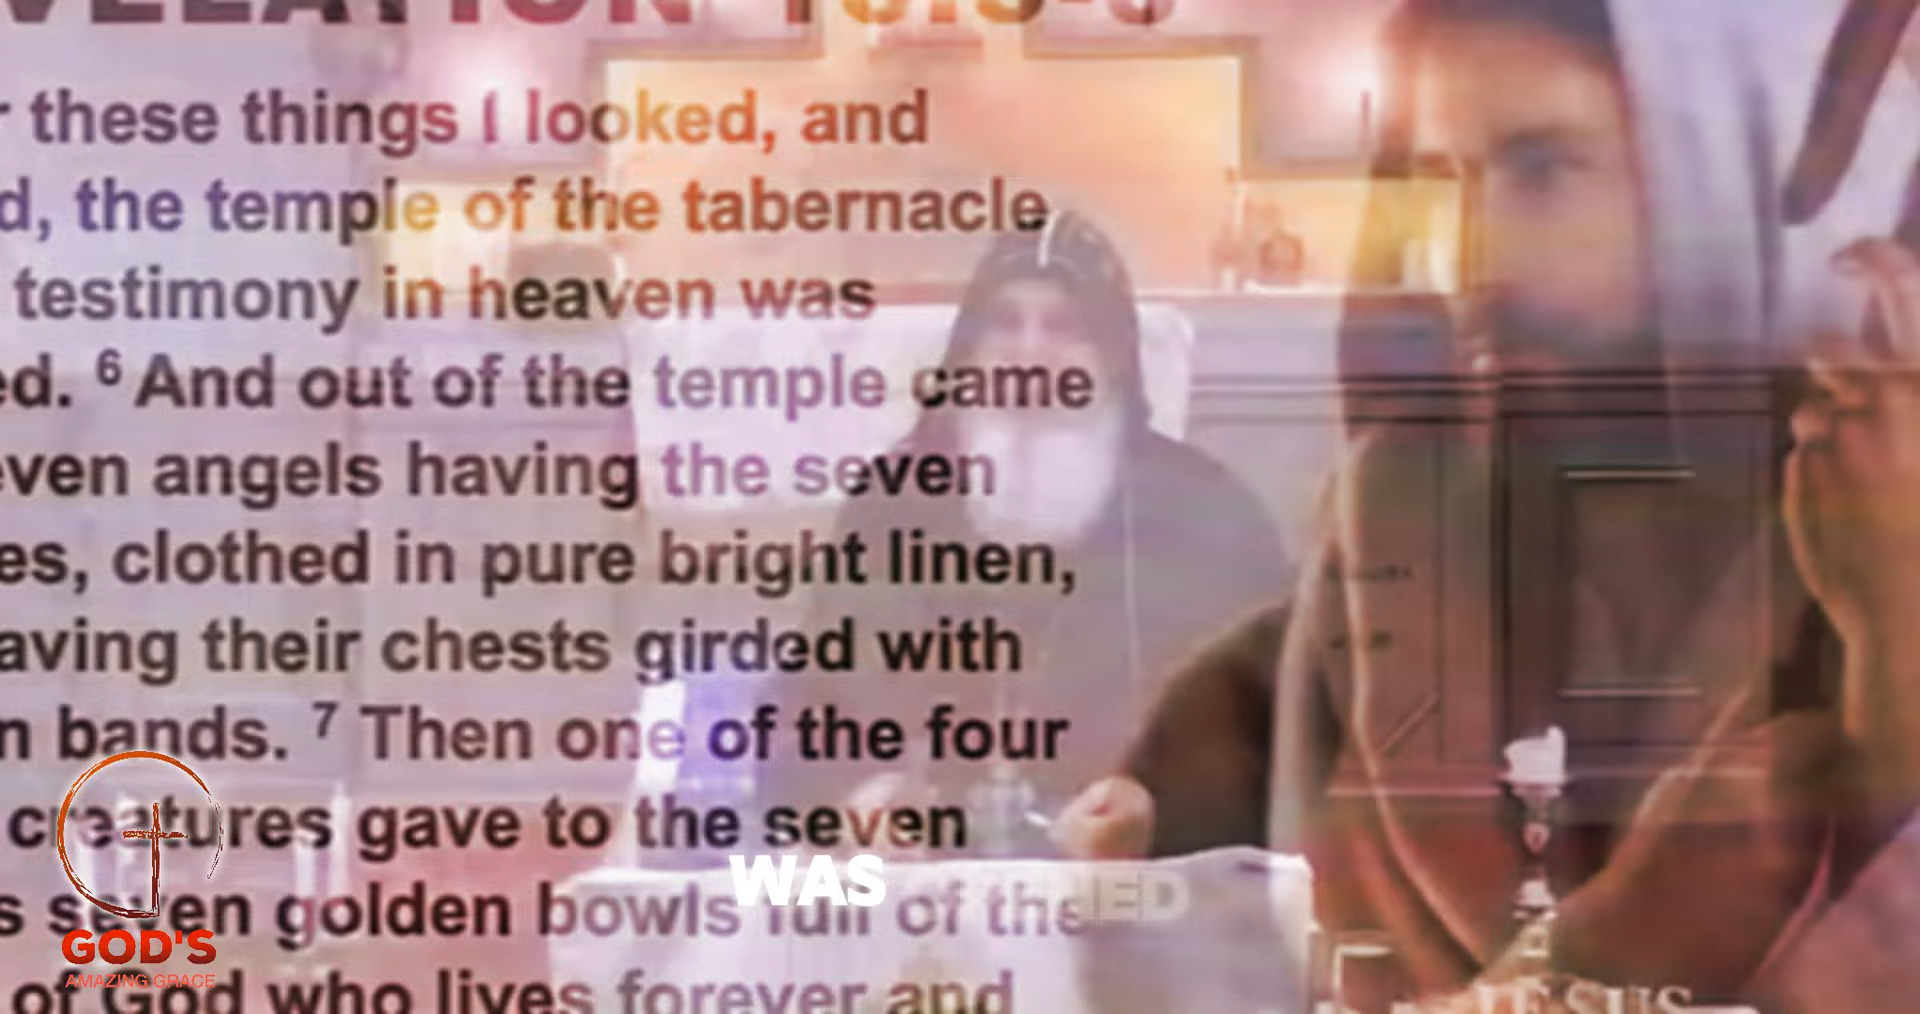 these things I looked, and
d, the temple of the tabernacle
testimony in heaven was
ed. 6 And out of the temple came
even angels having the seven
es, clothed in pure bright linen,
aving their chests girded with
n bands. 7 Then one of the four
creatures gave to the seven
s seven golden bowls full of the
WAS
of God who lives forever and
GOD'S
AMAZING GRACE
JESUS